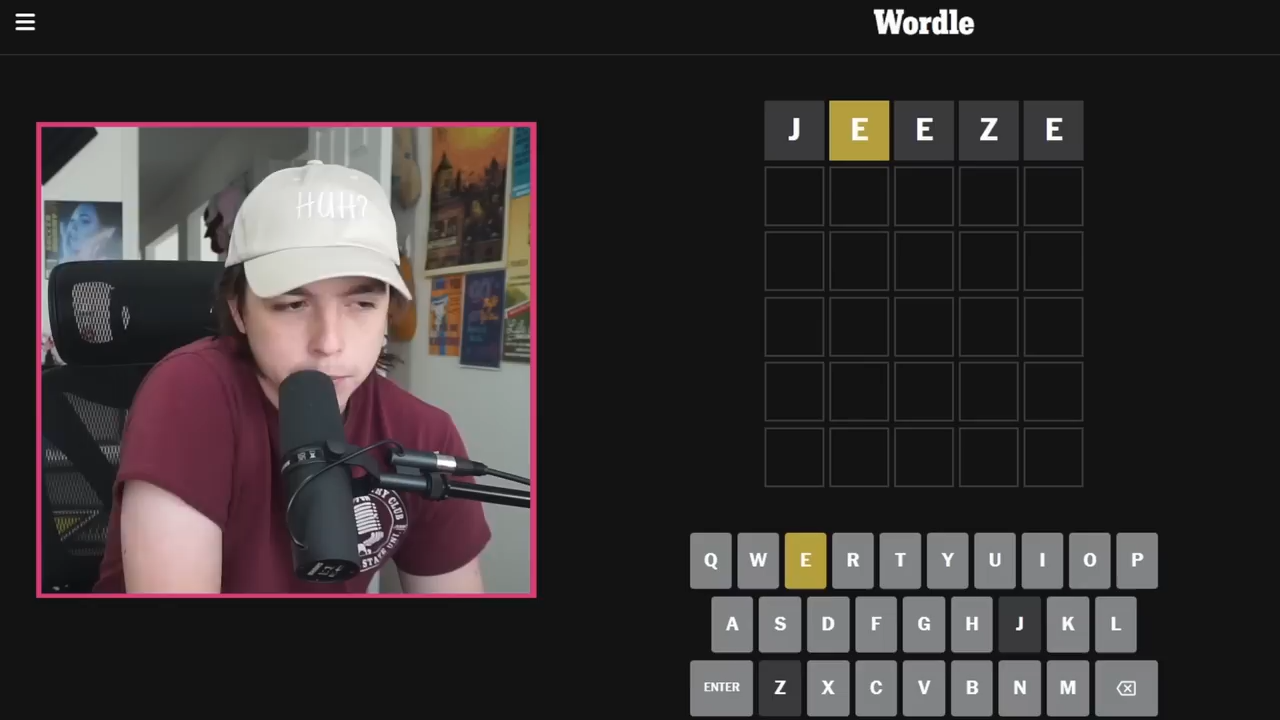 Wordle
J E E Z E
HUH?
Q W E R T Y U I O P
A S D F G H J K L
ENTER Z X C V B N M